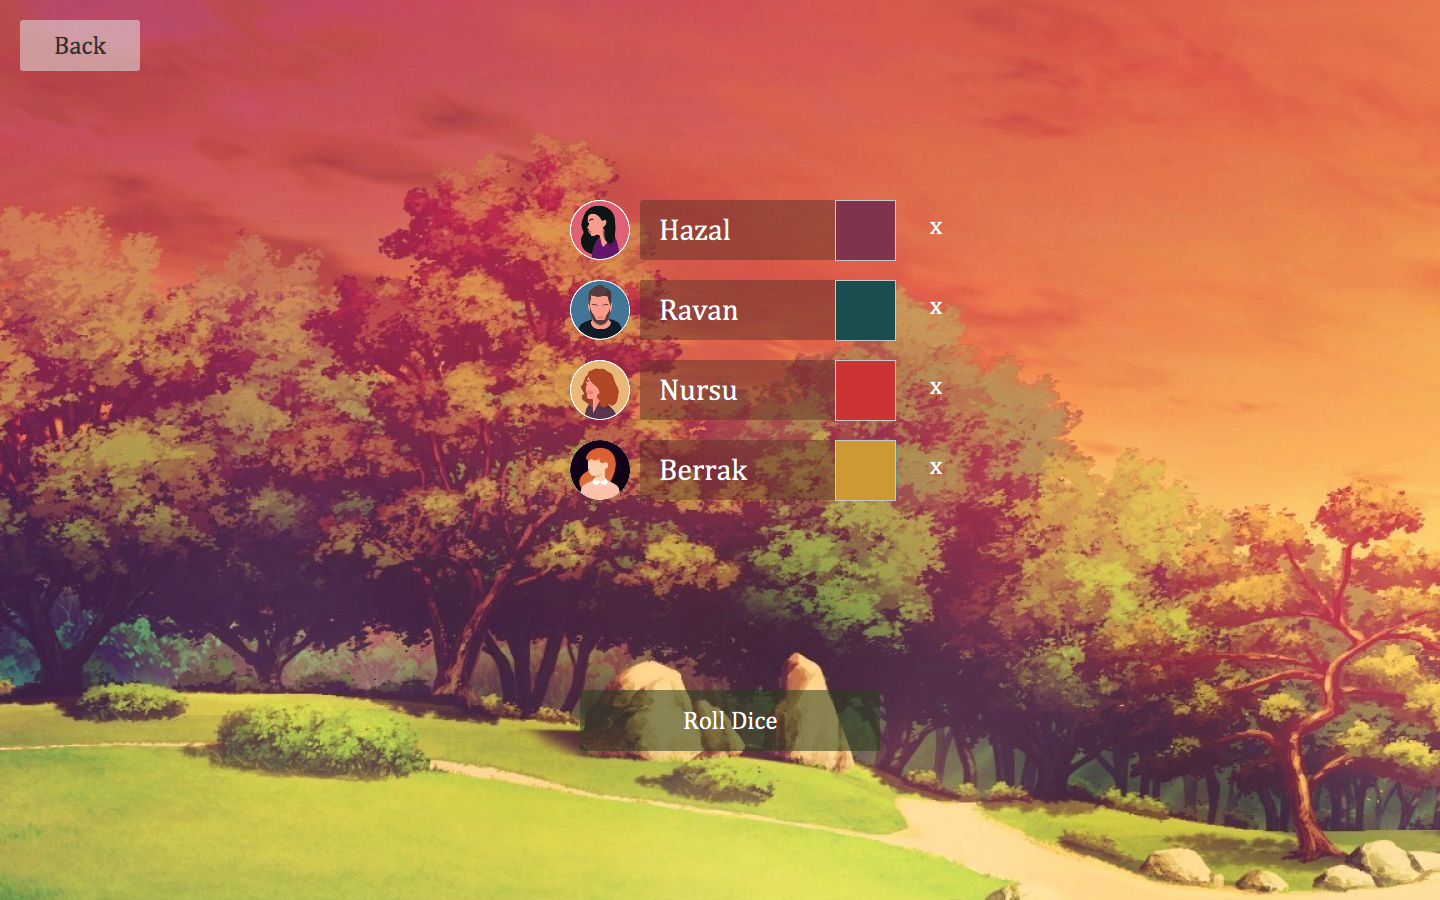 Back
Hazal x
Ravan x
Nursu x
Berrak x
Roll Dice